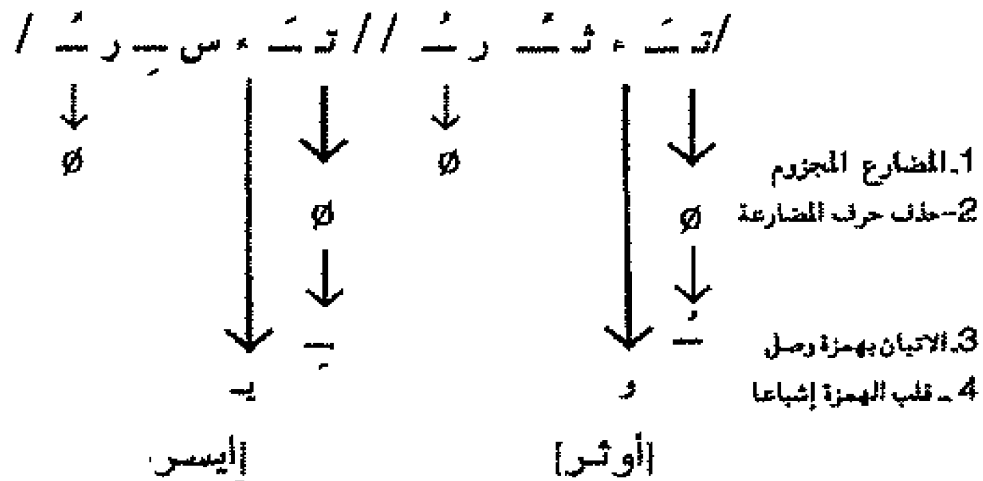 /تـ ـَ ء ثـ ـُ ر ـُ / / تـ ـَ ء س ـِ ر ـُ /
Ø Ø
1.المضارع المجزوم
2-حذف حرف المضارعة Ø Ø
3.الاتيان بهمزة وصل ـُ ـِ
4 ـ قلب الهمزة إشباعا و يـ
[أوثر] [إيسر